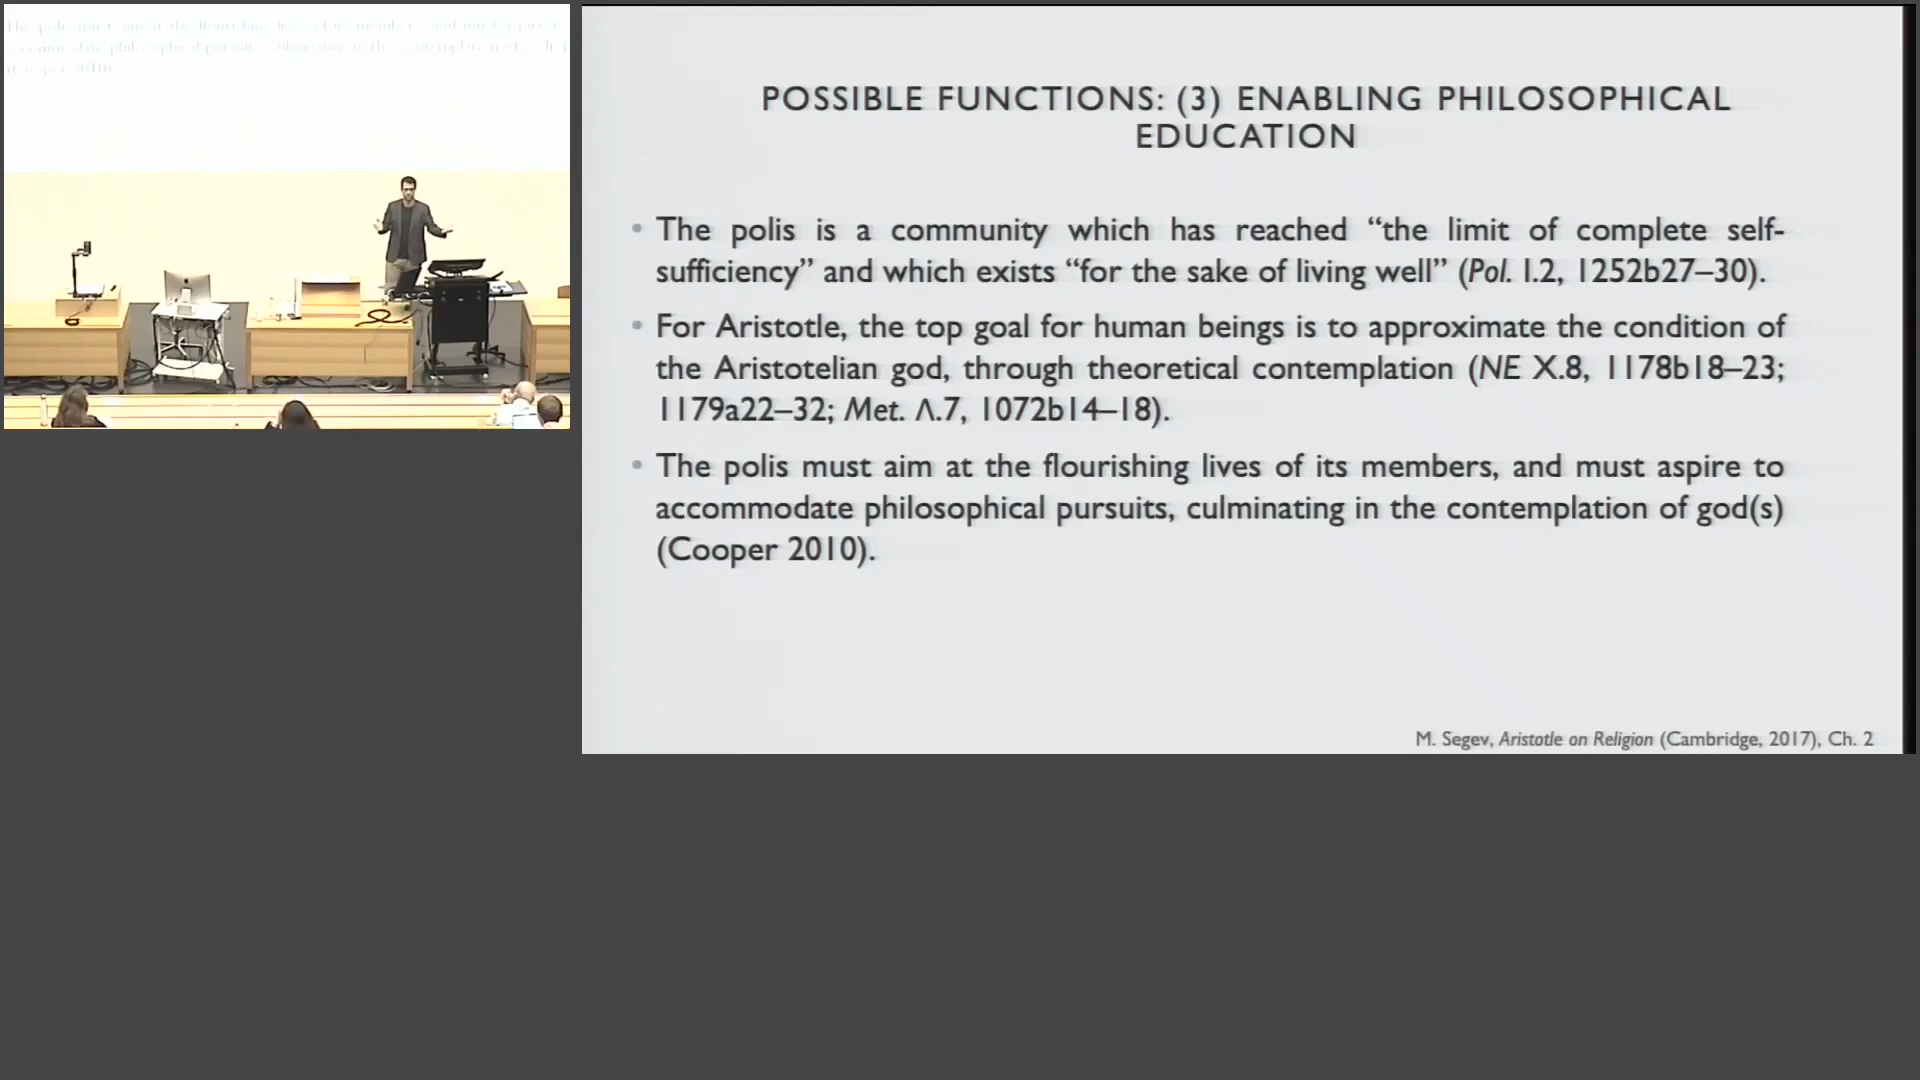 POSSIBLE FUNCTIONS: (3) ENABLING PHILOSOPHICAL
EDUCATION
• The polis is a community which has reached “the limit of complete self-
sufficiency” and which exists “for the sake of living well” (Pol. I.2, 1252b27–30).
• For Aristotle, the top goal for human beings is to approximate the condition of
the Aristotelian god, through theoretical contemplation (NE X.8, 1178b18–23;
1179a22–32; Met. Λ.7, 1072b14–18).
• The polis must aim at the flourishing lives of its members, and must aspire to
accommodate philosophical pursuits, culminating in the contemplation of god(s)
(Cooper 2010).
M. Segev, Aristotle on Religion (Cambridge, 2017), Ch. 2